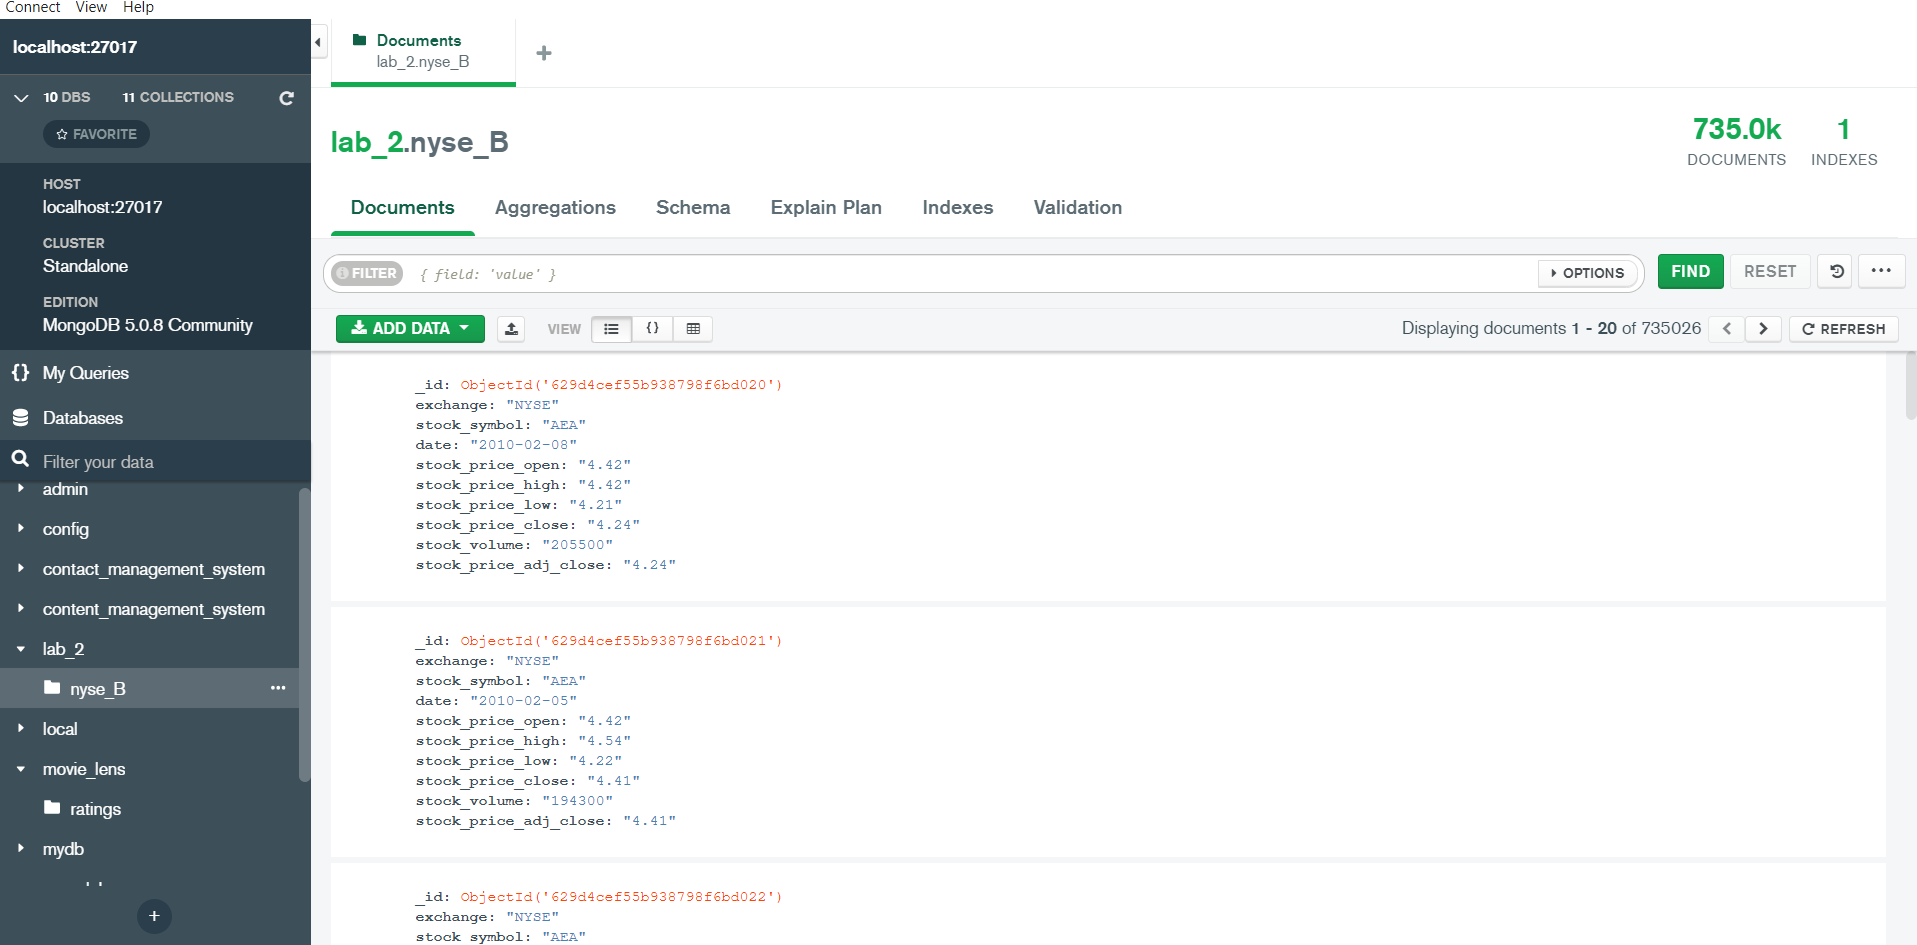 Connect View Help
localhost:27017
10 DBS 11 COLLECTIONS
FAVORITE
HOST
localhost:27017
CLUSTER
Standalone
EDITION
MongoDB 5.0.8 Community
My Queries
Databases
Filter your data
admin
config
contact_management_system
content_management_system
lab_2
nyse_B
local
movie_lens
ratings
mydb
Documents
lab_2.nyse_B
lab_2.nyse_B
735.0k
DOCUMENTS
1
INDEXES
Documents Aggregations Schema Explain Plan Indexes Validation
FILTER { field: 'value' } OPTIONS FIND RESET
ADD DATA VIEW Displaying documents 1 - 20 of 735026 REFRESH
_id: ObjectId('629d4cef55b938798f6bd020')
exchange: "NYSE"
stock_symbol: "AEA"
date: "2010-02-08"
stock_price_open: "4.42"
stock_price_high: "4.42"
stock_price_low: "4.21"
stock_price_close: "4.24"
stock_volume: "205500"
stock_price_adj_close: "4.24"
_id: ObjectId('629d4cef55b938798f6bd021')
exchange: "NYSE"
stock_symbol: "AEA"
date: "2010-02-05"
stock_price_open: "4.42"
stock_price_high: "4.54"
stock_price_low: "4.22"
stock_price_close: "4.41"
stock_volume: "194300"
stock_price_adj_close: "4.41"
_id: ObjectId('629d4cef55b938798f6bd022')
exchange: "NYSE"
stock_symbol: "AEA"